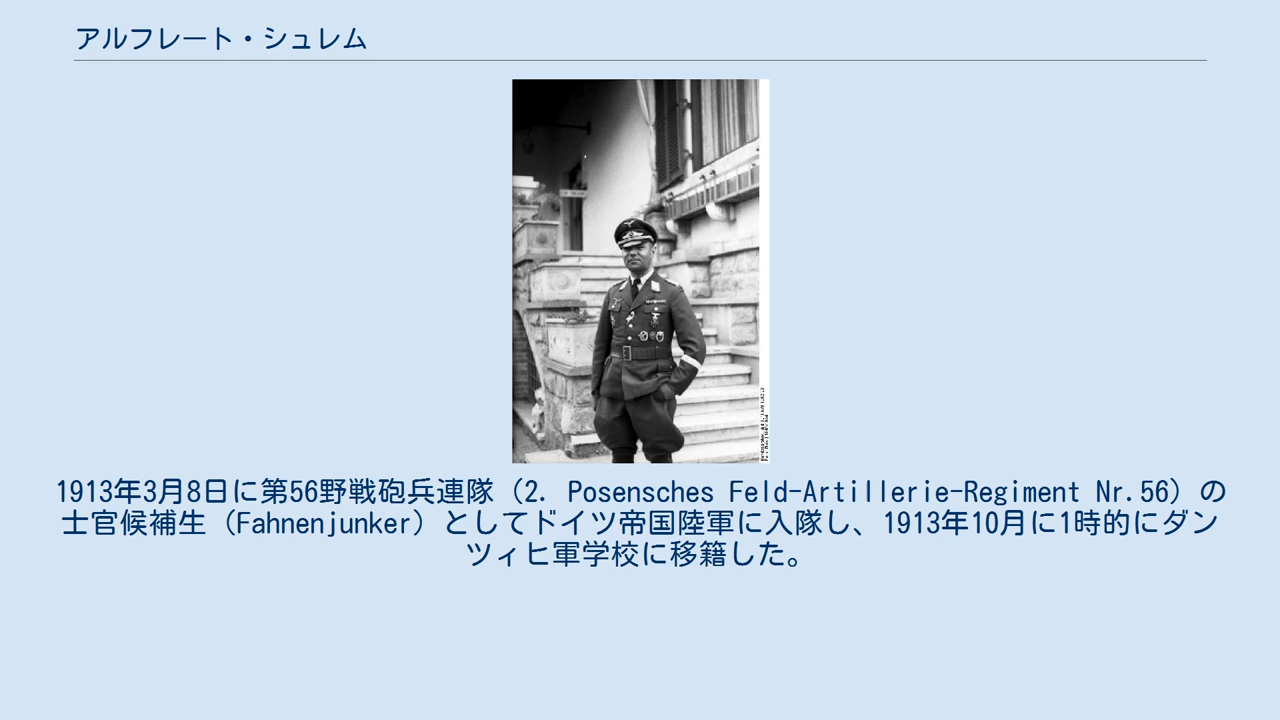 アルフレート・シュレム
1913年3月8日に第56野戦砲兵連隊（2. Posensches Feld-Artillerie-Regiment Nr.56）の
士官候補生（Fahnenjunker）としてドイツ帝国陸軍に入隊し、1913年10月に1時的にダン
ツィヒ軍学校に移籍した。